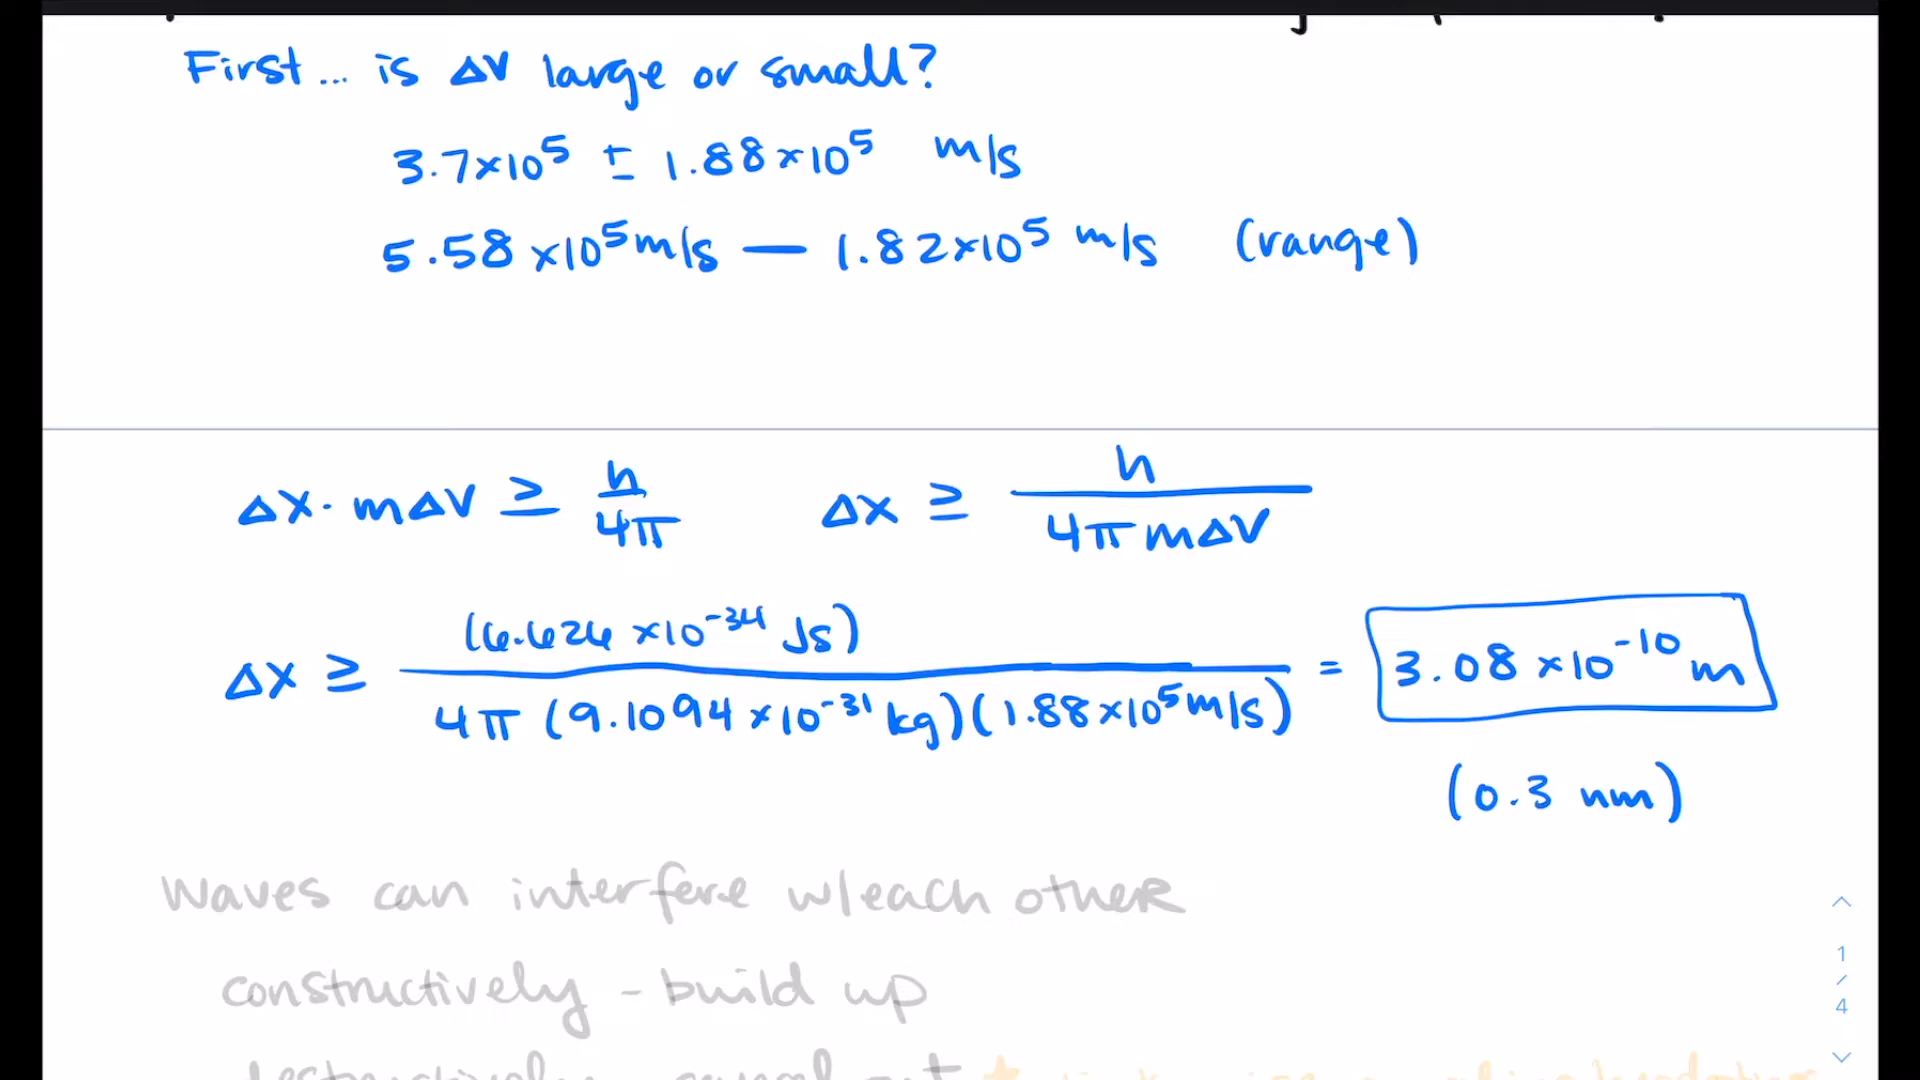 First... is ΔV large or small?
3.7×10⁵ ± 1.88×10⁵ m/s
5.58×10⁵ m/s — 1.82×10⁵ m/s (range)
Δx·mΔV ≥ h/4π Δx ≥ h/4πmΔV
Δx ≥ (6.626×10⁻³⁴ Js)/4π(9.1094×10⁻³¹ kg)(1.88×10⁵ m/s) = 3.08×10⁻¹⁰ m
(0.3 nm)
Waves can interfere w/each other
constructively - build up
1/4